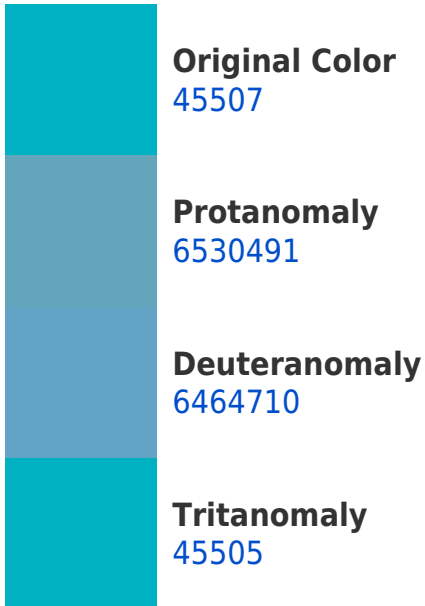 Original Color
45507
Protanomaly
6530491
Deuteranomaly
6464710
Tritanomaly
45505